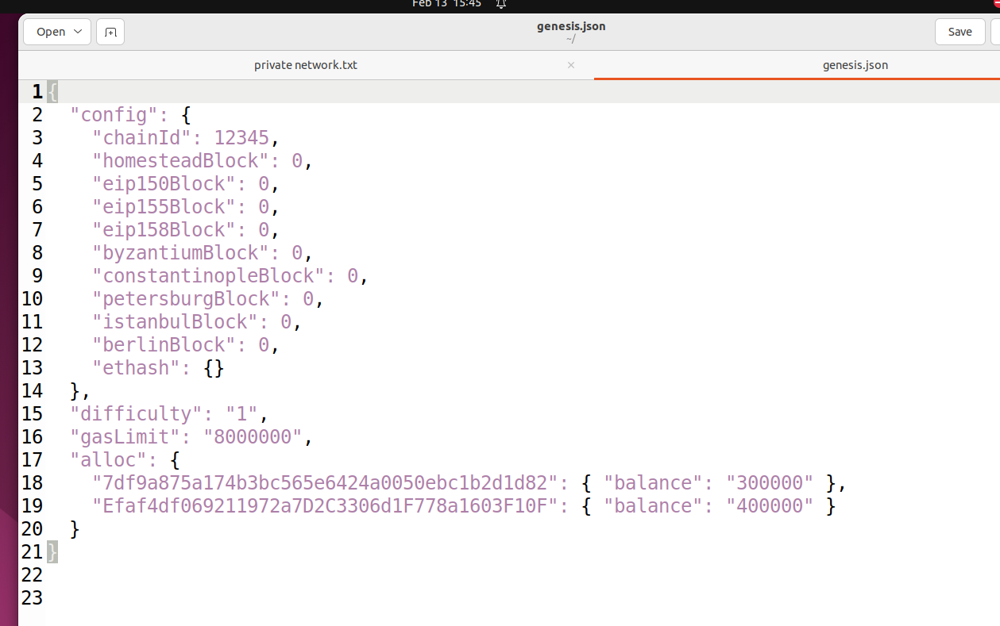 Feb 13 15:45
Open
genesis.json
~/
Save
private network.txt
genesis.json
1 {
2 "config": {
3 "chainId": 12345,
4 "homesteadBlock": 0,
5 "eip150Block": 0,
6 "eip155Block": 0,
7 "eip158Block": 0,
8 "byzantiumBlock": 0,
9 "constantinopleBlock": 0,
10 "petersburgBlock": 0,
11 "istanbulBlock": 0,
12 "berlinBlock": 0,
13 "ethash": {}
14 },
15 "difficulty": "1",
16 "gasLimit": "8000000",
17 "alloc": {
18 "7df9a875a174b3bc565e6424a0050ebc1b2d1d82": { "balance": "300000" },
19 "Efaf4df069211972a7D2C3306d1F778a1603F10F": { "balance": "400000" }
20 }
21 }
22
23